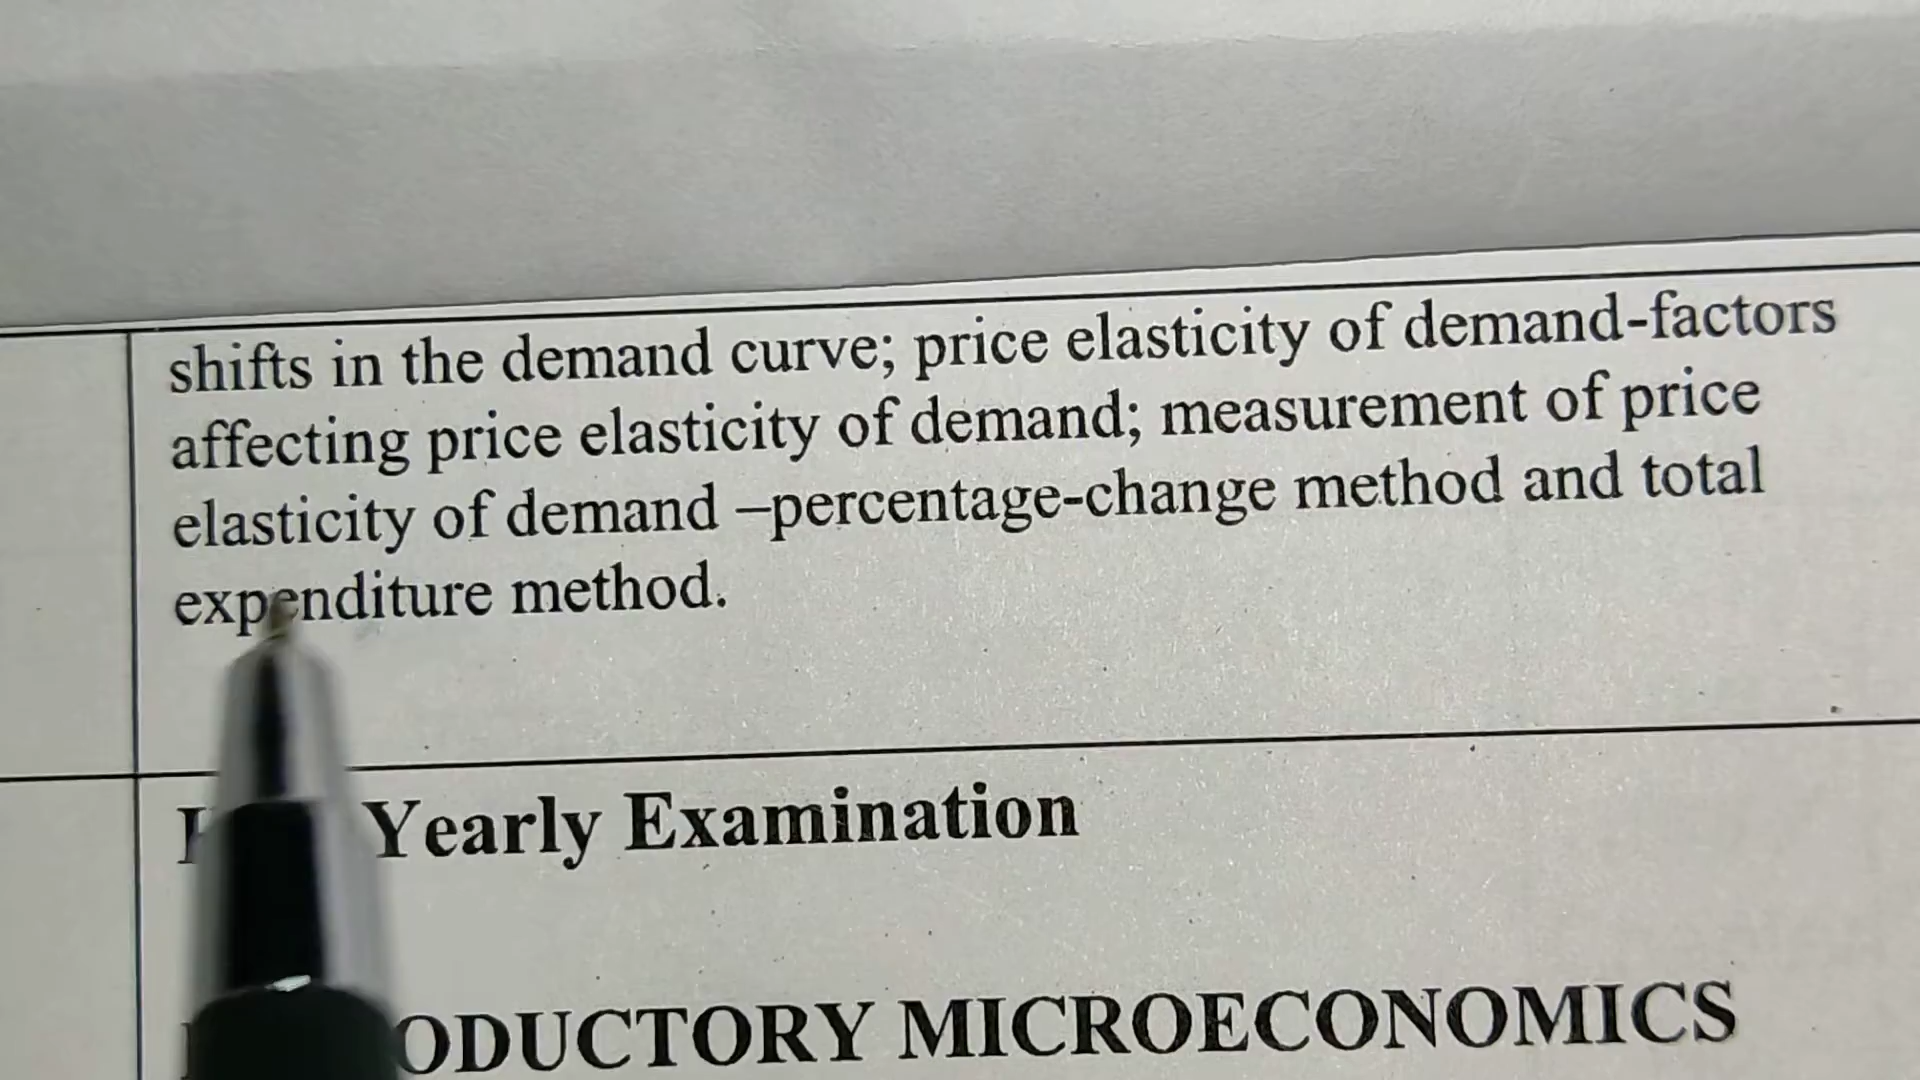 shifts in the demand curve; price elasticity of demand-factors
affecting price elasticity of demand; measurement of price
elasticity of demand –percentage-change method and total
expenditure method.
Yearly Examination
MICROECONOMICS